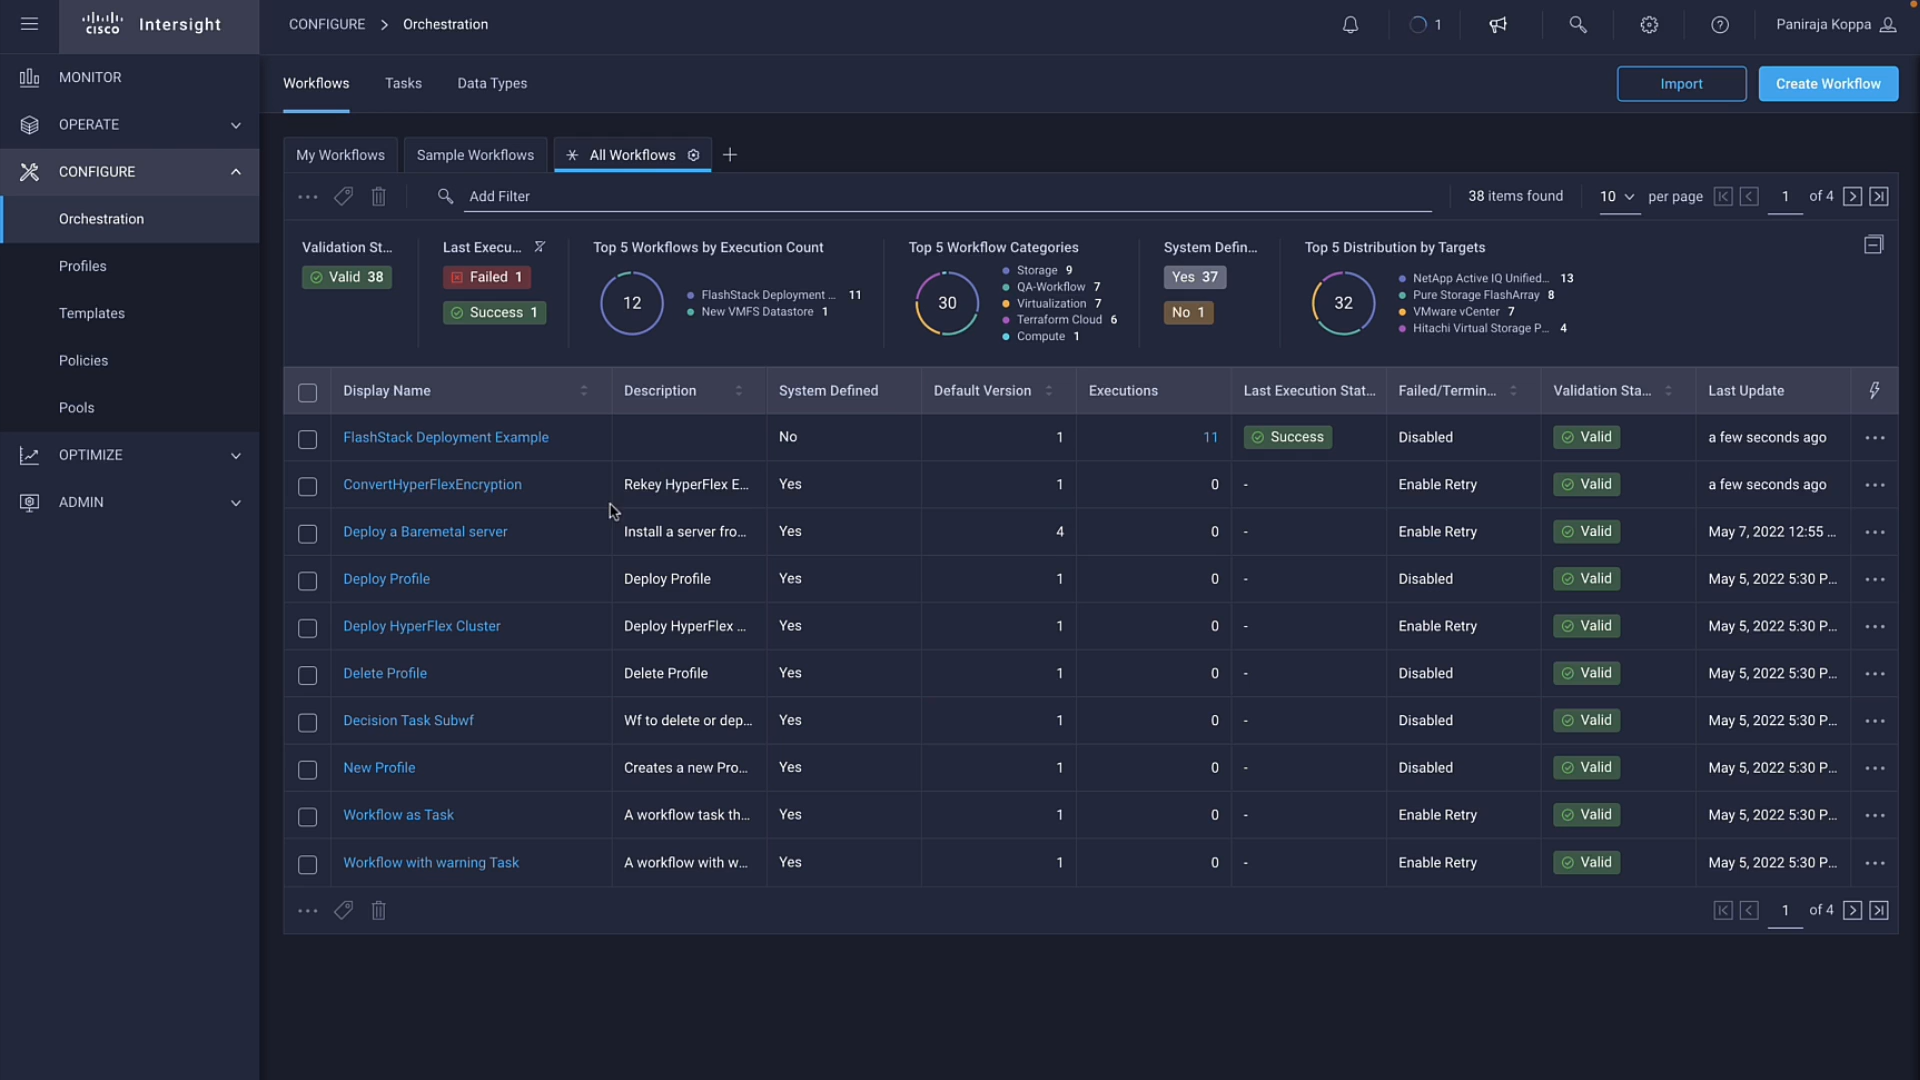 cisco Intersight
CONFIGURE > Orchestration
1
Paniraja Koppa
MONITOR
OPERATE
CONFIGURE
Orchestration
Profiles
Templates
Policies
Pools
OPTIMIZE
ADMIN
Workflows Tasks Data Types
Import Create Workflow
My Workflows Sample Workflows All Workflows
Add Filter 38 items found 10 per page 1 of 4
Validation St...
Valid 38
Last Execu...
Failed 1
Success 1
Top 5 Workflows by Execution Count
12
FlashStack Deployment ... 11
New VMFS Datastore 1
Top 5 Workflow Categories
30
Storage 9
QA-Workflow 7
Virtualization 7
Terraform Cloud 6
Compute 1
System Defin...
Yes 37
No 1
Top 5 Distribution by Targets
32
NetApp Active IQ Unified... 13
Pure Storage FlashArray 8
VMware vCenter 7
Hitachi Virtual Storage P... 4
Display Name Description System Defined Default Version Executions Last Execution Stat... Failed/Termin... Validation Sta... Last Update
FlashStack Deployment Example No 1 11 Success Disabled Valid a few seconds ago
ConvertHyperFlexEncryption Rekey HyperFlex E... Yes 1 0 - Enable Retry Valid a few seconds ago
Deploy a Baremetal server Install a server fro... Yes 4 0 - Enable Retry Valid May 7, 2022 12:55 ...
Deploy Profile Deploy Profile Yes 1 0 - Disabled Valid May 5, 2022 5:30 P...
Deploy HyperFlex Cluster Deploy HyperFlex ... Yes 1 0 - Enable Retry Valid May 5, 2022 5:30 P...
Delete Profile Delete Profile Yes 1 0 - Disabled Valid May 5, 2022 5:30 P...
Decision Task Subwf Wf to delete or dep... Yes 1 0 - Disabled Valid May 5, 2022 5:30 P...
New Profile Creates a new Pro... Yes 1 0 - Disabled Valid May 5, 2022 5:30 P...
Workflow as Task A workflow task th... Yes 1 0 - Enable Retry Valid May 5, 2022 5:30 P...
Workflow with warning Task A workflow with w... Yes 1 0 - Enable Retry Valid May 5, 2022 5:30 P...
1 of 4